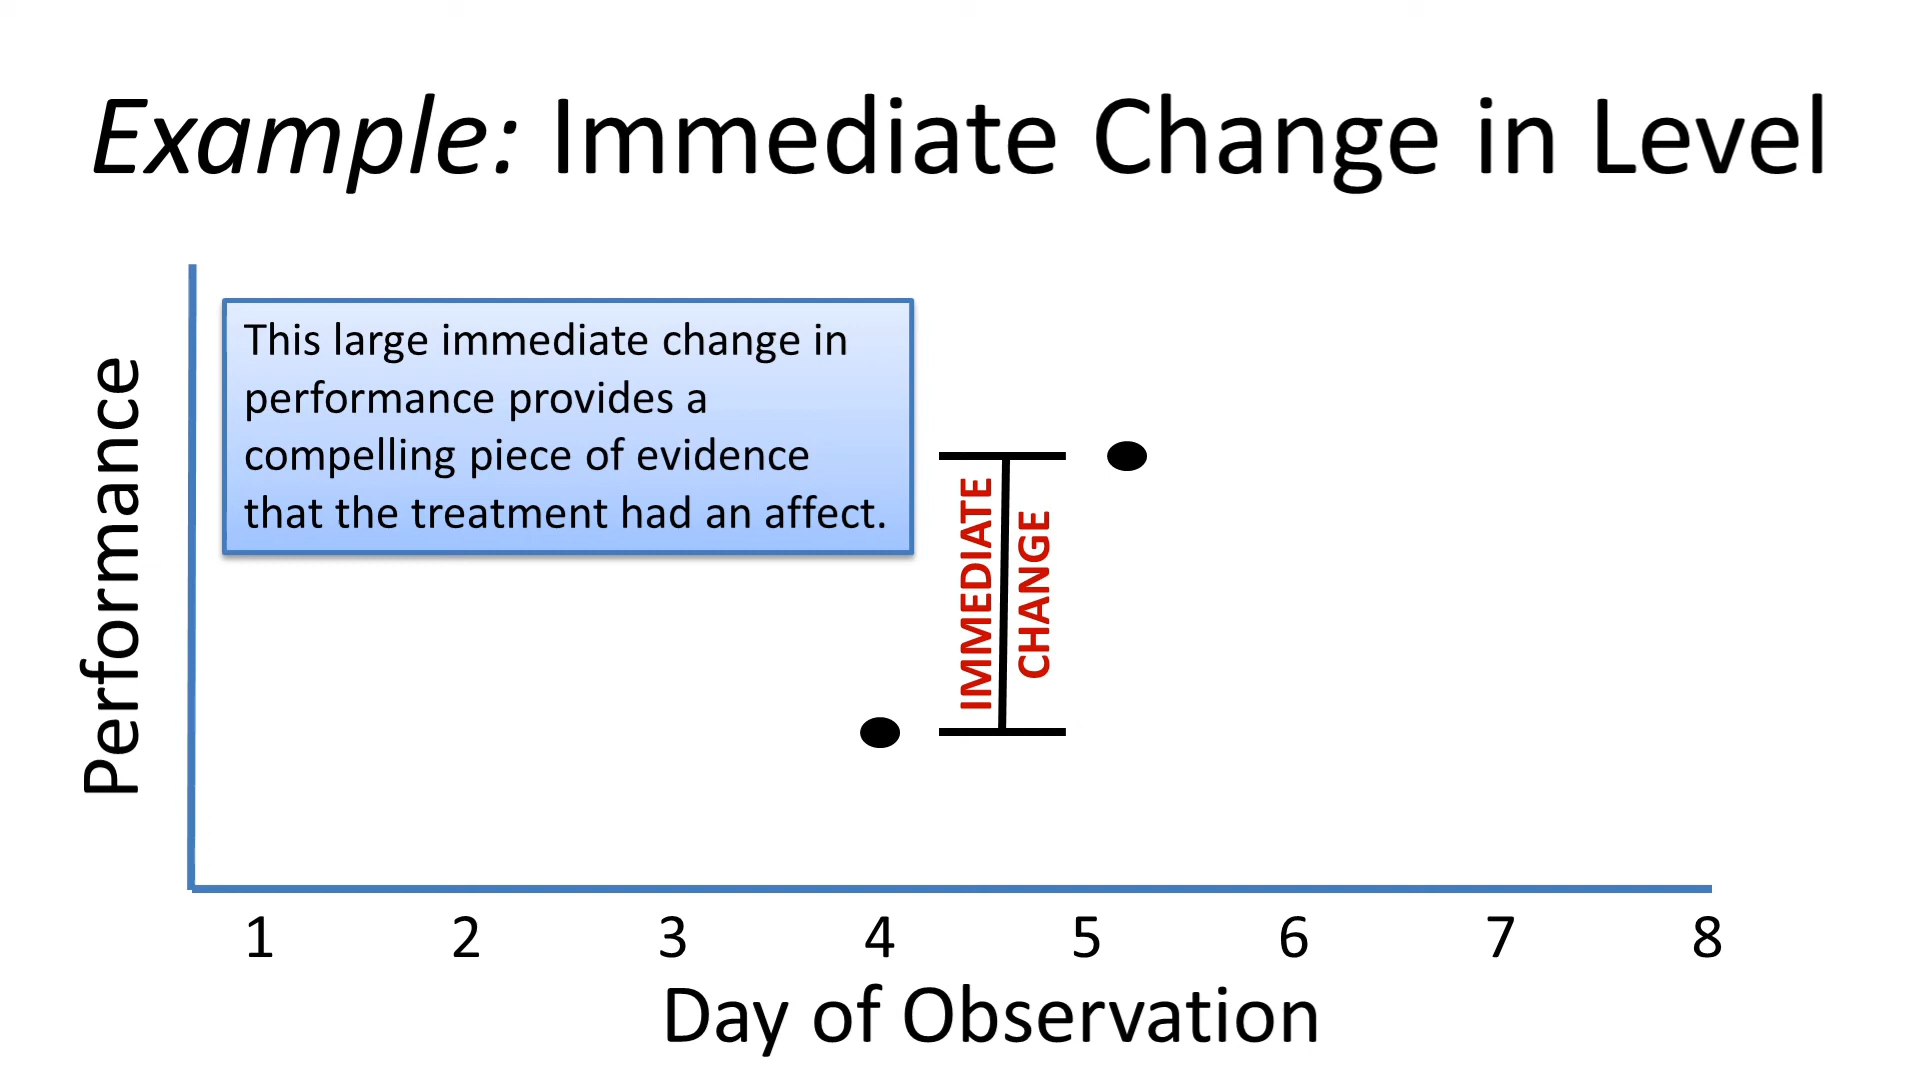 Example: Immediate Change in Level
This large immediate change in
performance provides a
compelling piece of evidence
that the treatment had an affect.
Performance
IMMEDIATE
CHANGE
1 2 3 4 5 6 7 8
Day of Observation